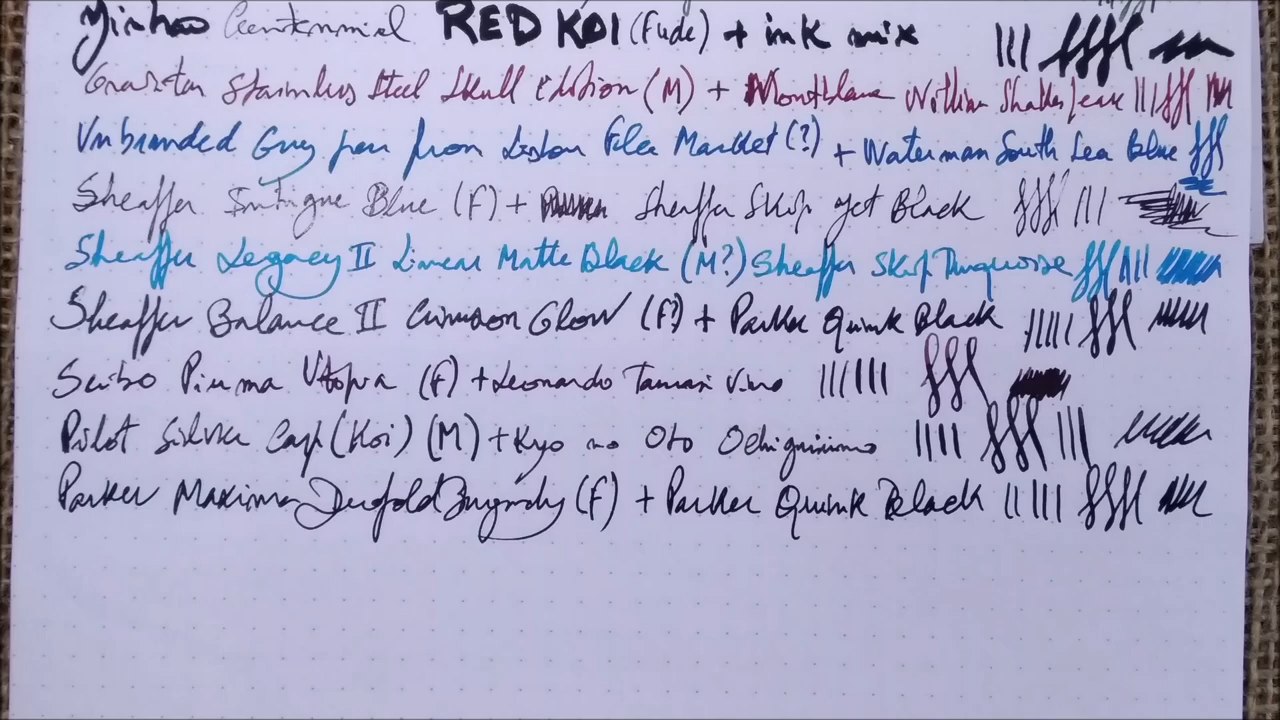 Jinhao Centennial RED KOI (Fude) + ink mix
Stainless Steel Skull Edition (M) + Montblanc William Shakespeare
Unbranded Grey pen from Lisbon Flea Market (?) + Waterman South Sea Blue
Sheaffer Intrigue Blue (F) + Sheaffer Skrip Jet Black
Sheaffer Legacy II Linear Matte Black (M?) Sheaffer Skrip Turquoise
Sheaffer Balance II Crimson Glow (F?) + Parker Quink Black
Scribo Piuma Utopia (F) + Leonardo Tamari Vino
Pilot Silver Cap (Koi) (M) + Kyo no Oto
Parker Maxima Duofold Burgundy (F) + Parker Quink Black